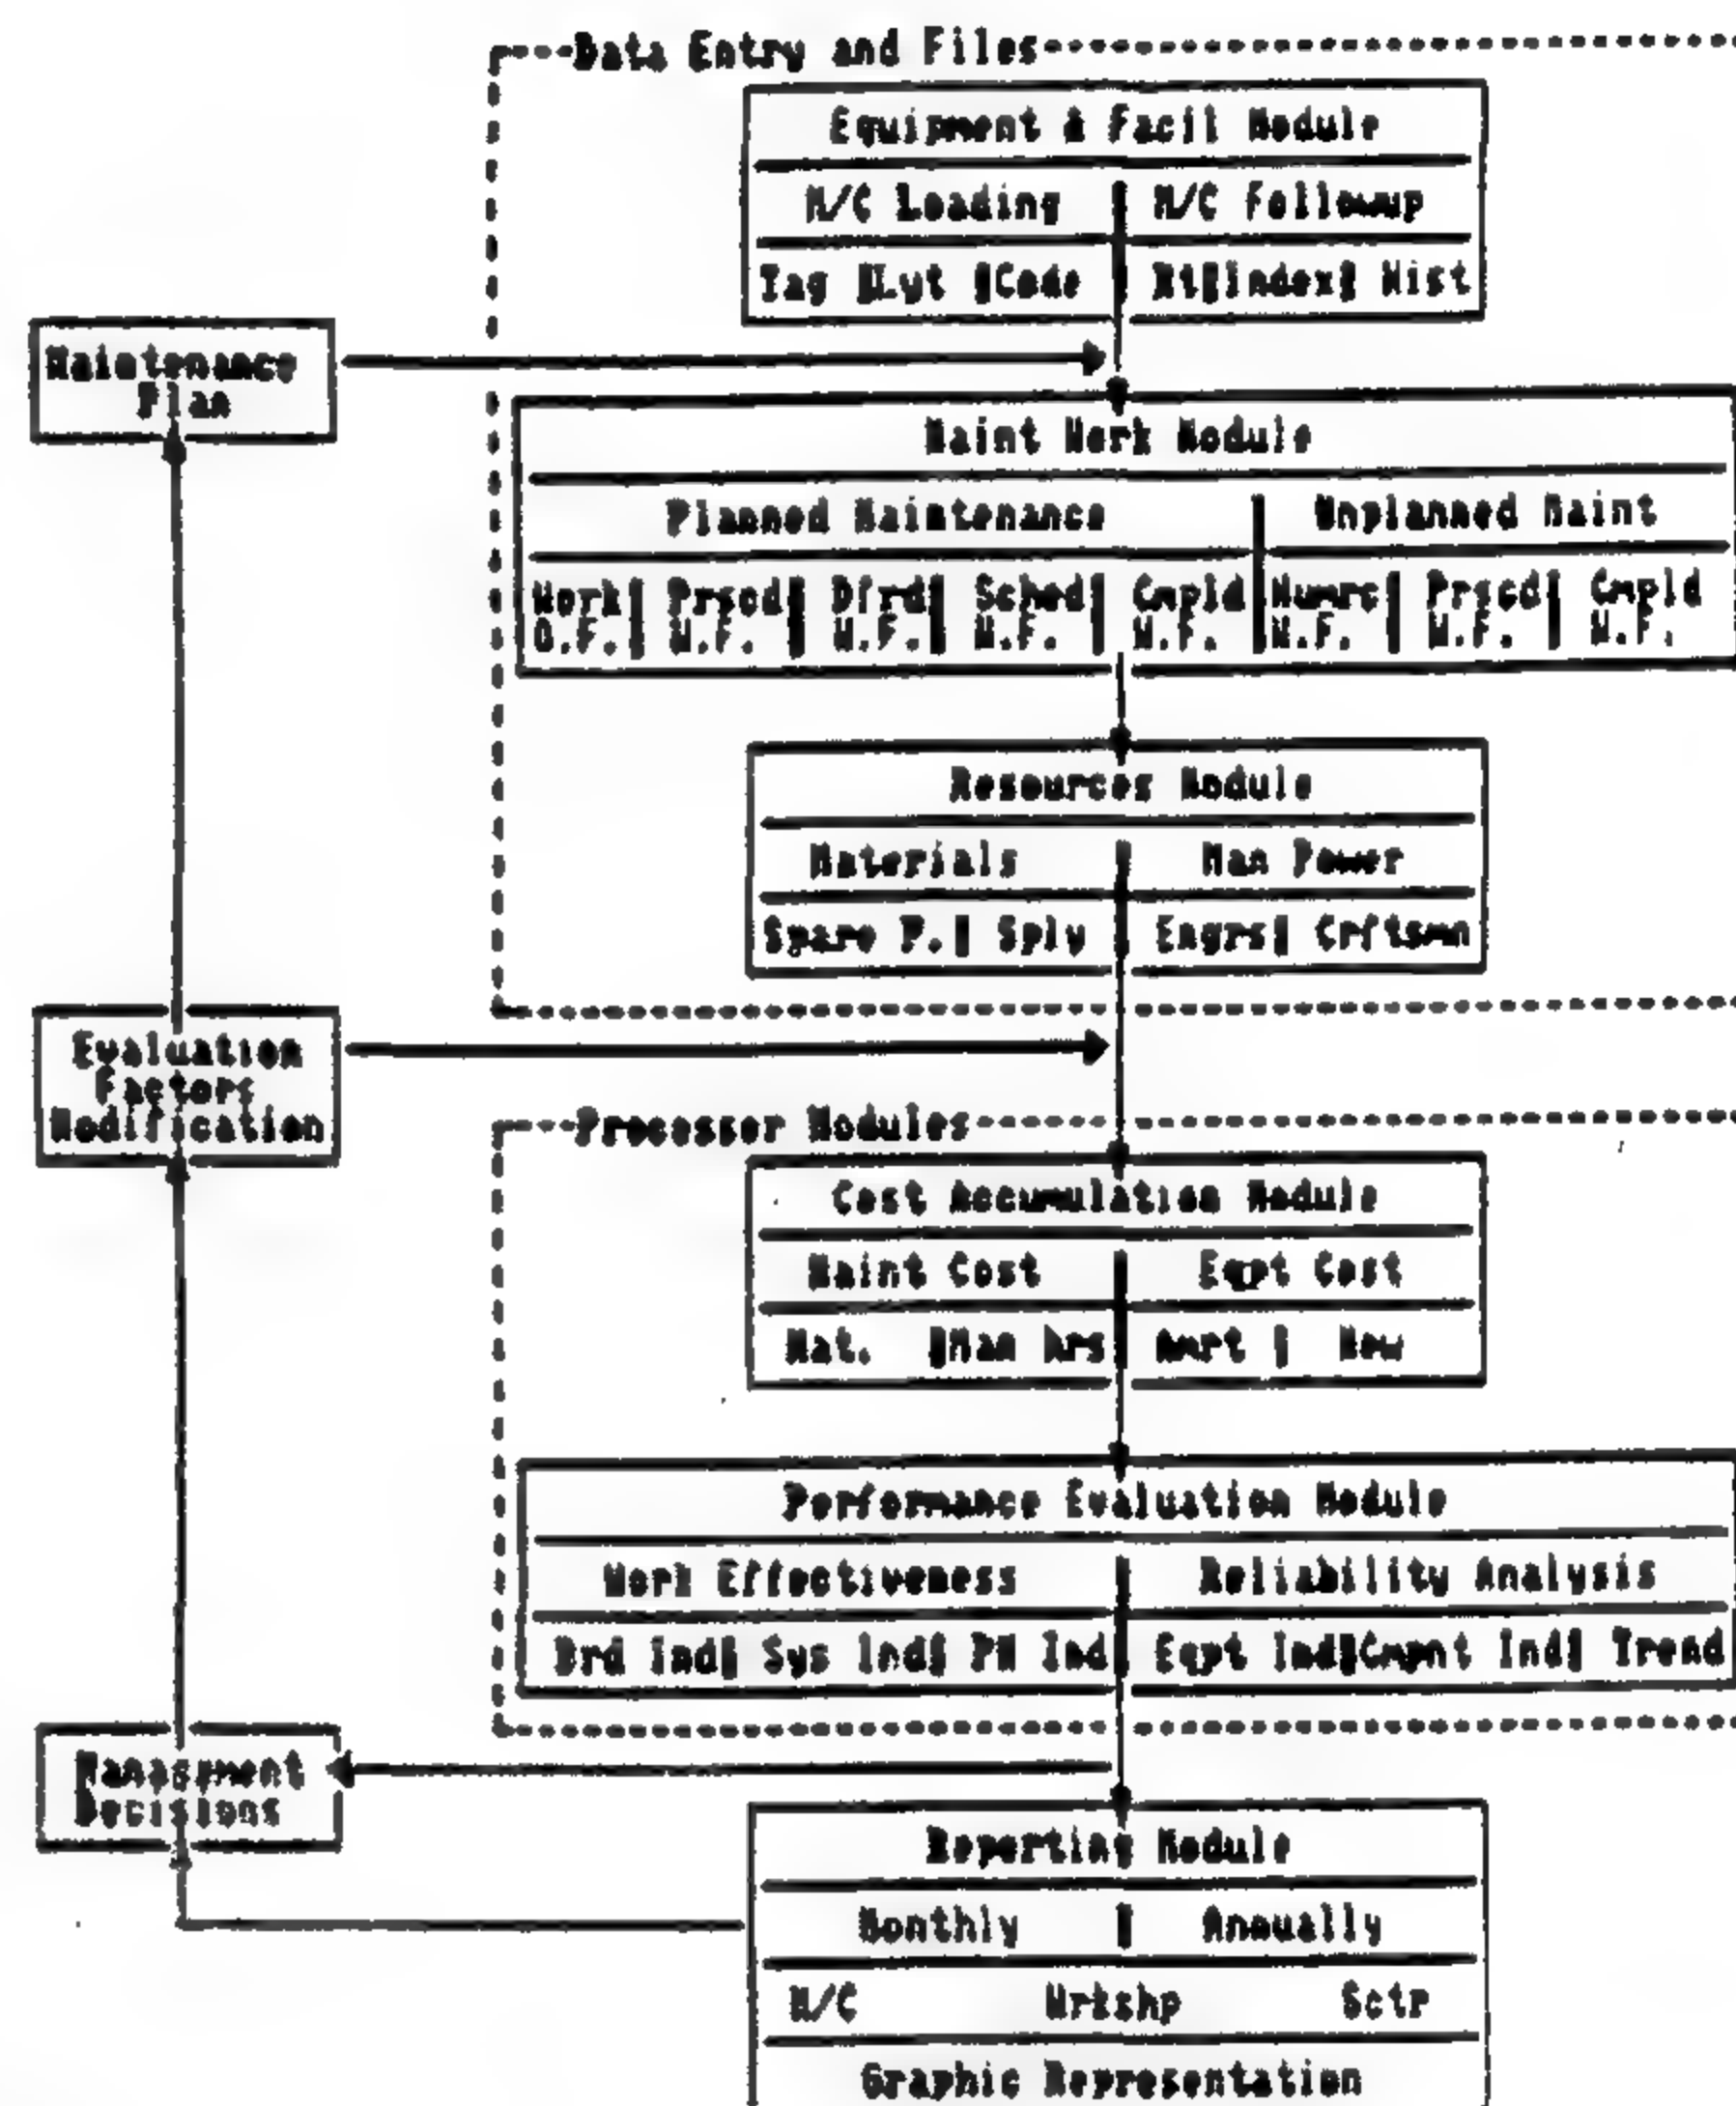 Data Entry and Files
Equipment & Facil Module
M/C Loading | M/C Followup
Tag | Lyt | Code | Rt | Index | Hist
Maintenance
Plan
Maint Work Module
Planned Maintenance | Unplanned Maint
Work | Prscd | Dfrd | Sched | Cmpld | Numrc | Prscd | Cmpld
O.F. | W.F. | W.F. | W.F. | W.F. | W.F. | W.F. | W.F.
Resources Module
Materials | Man Power
Spare P. | Sply | Engrs | Crftsmn
Evaluation
Factors
Modification
Processor Modules
Cost Accumulation Module
Maint Cost | Eqpt Cost
Mat. | Man hrs | Amrt | New
Performance Evaluation Module
Work Effectiveness | Reliability Analysis
Brd Ind | Sys Ind | PM Ind | Eqpt Ind | Cmpnt Ind | Trend
Managment
Decisions
Reporting Module
Monthly | Annually
M/C Wrkshp Sctr
Graphic Representation